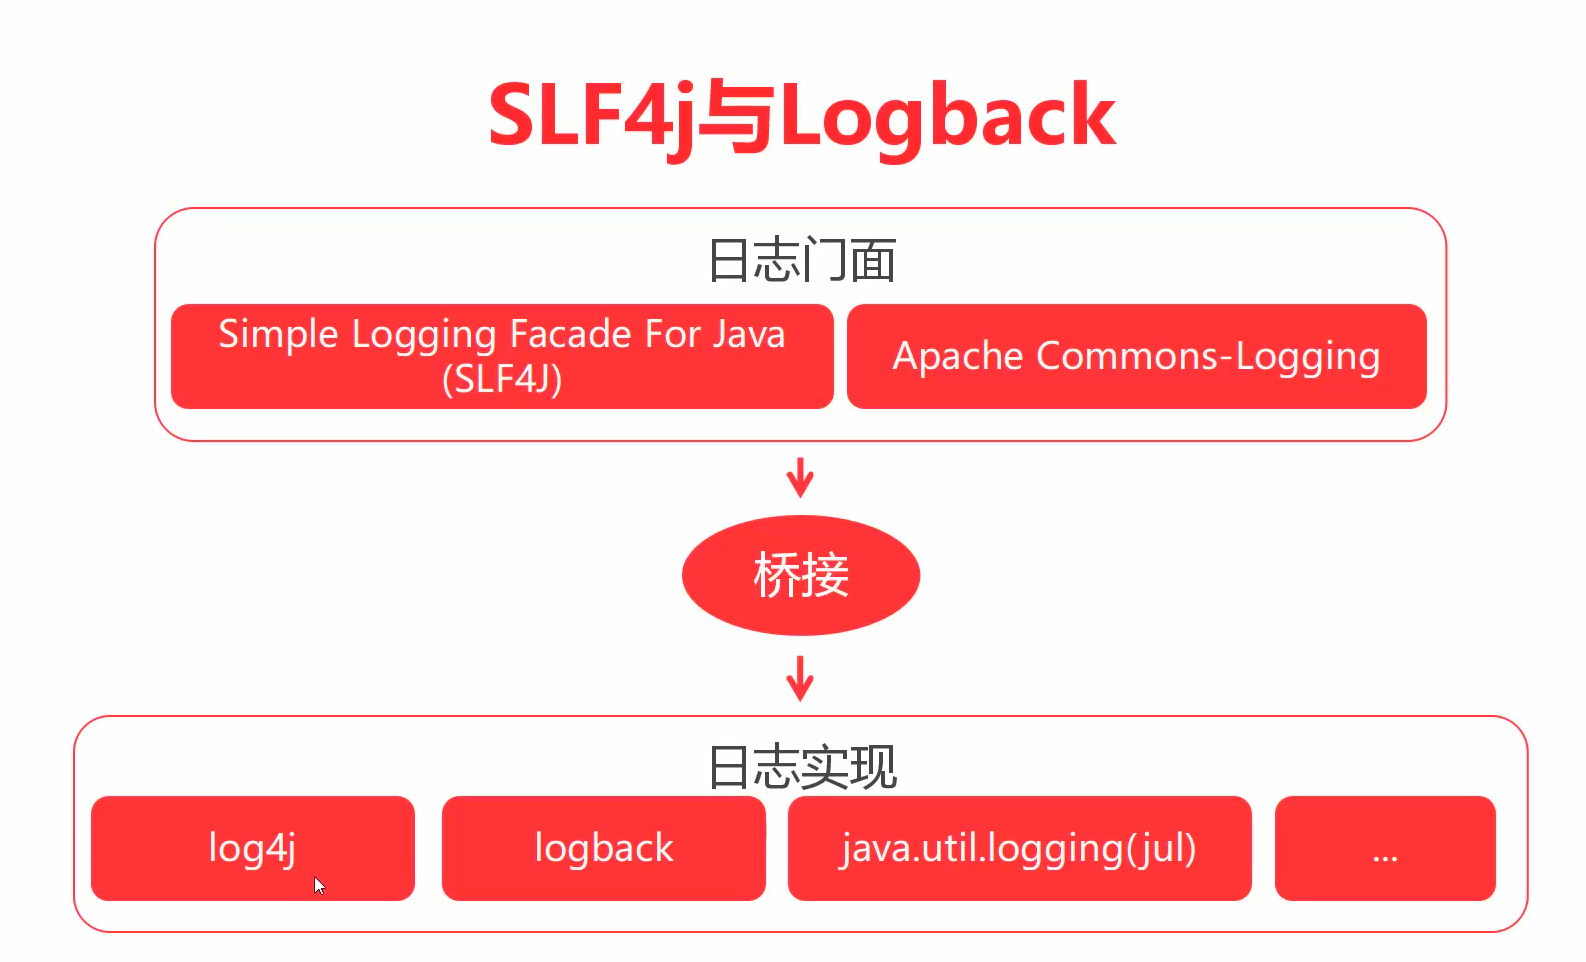 SLF4j与Logback
日志门面
Simple Logging Facade For Java
(SLF4J)
Apache Commons-Logging
桥接
日志实现
log4j
logback
java.util.logging(jul)
...